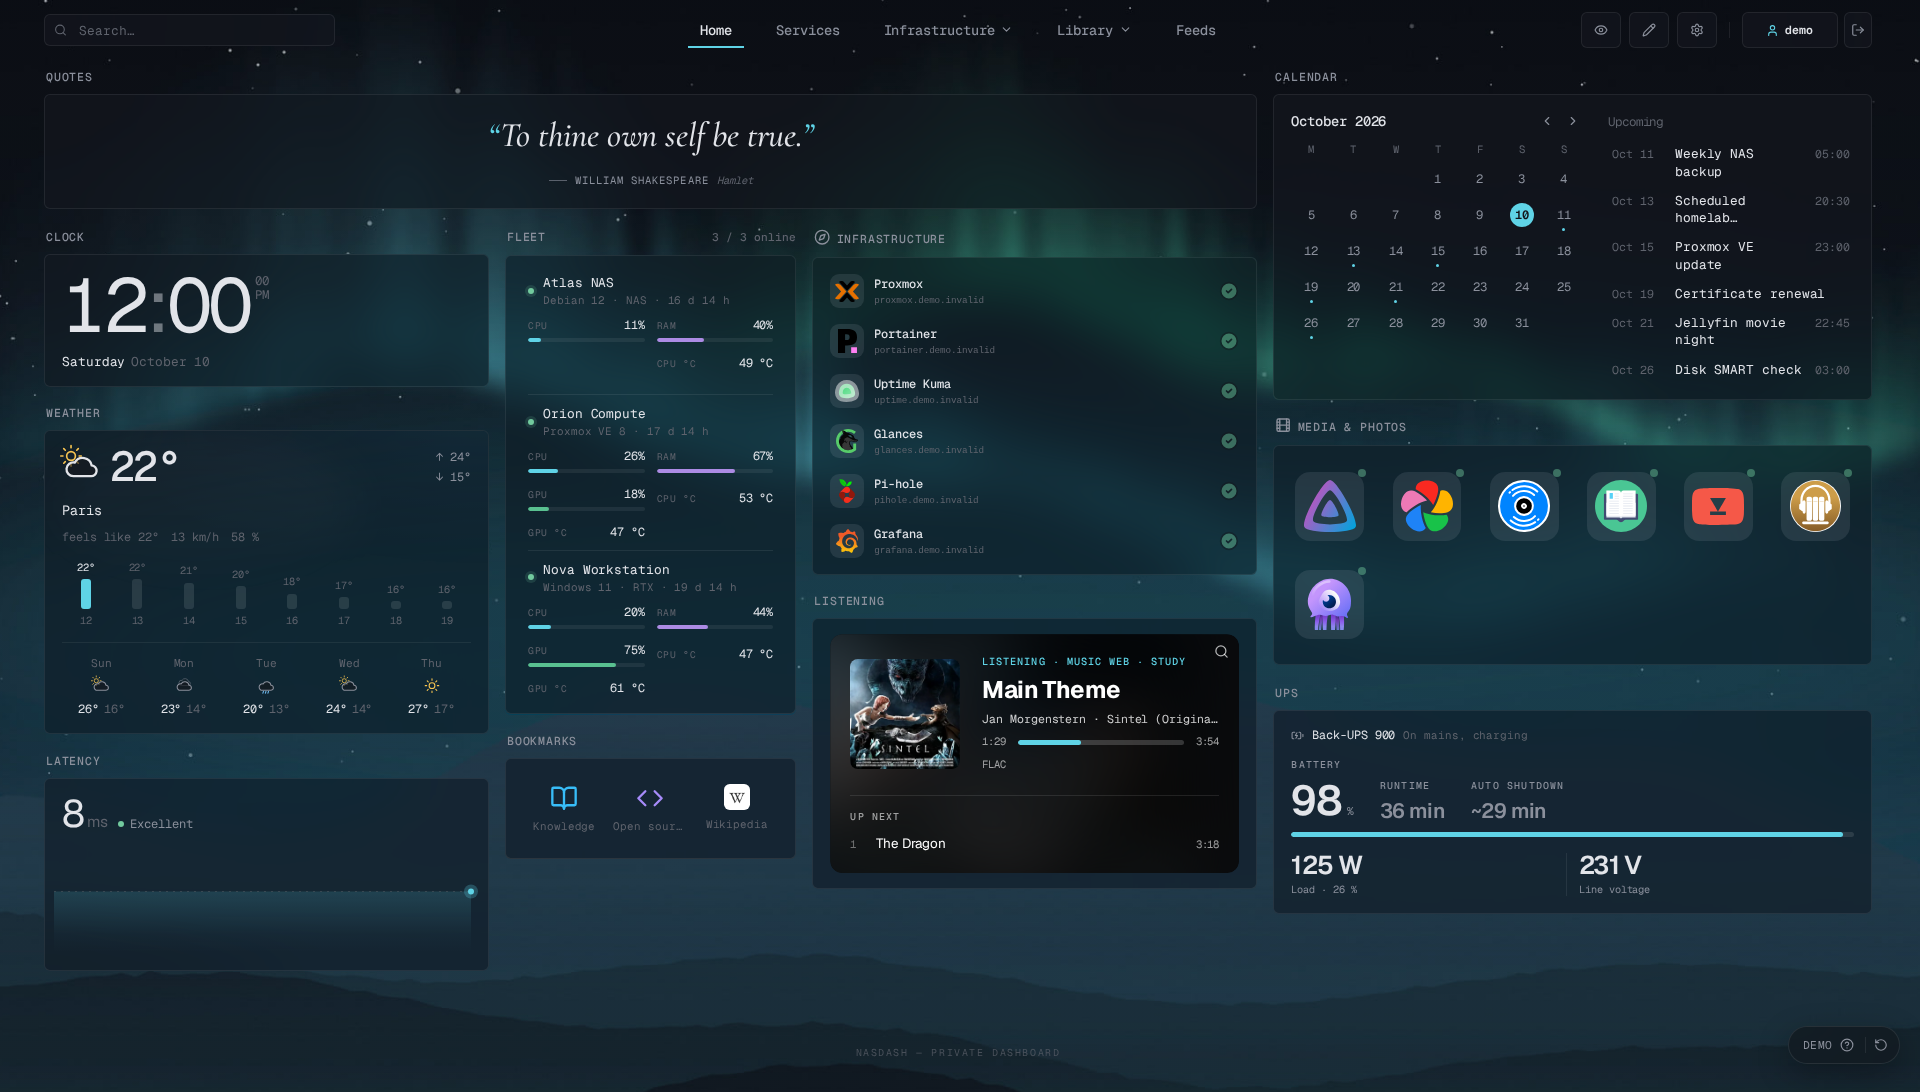 Search…
Home
Services
Infrastructure
Library
Feeds
demo
QUOTES
“To thine own self be true.”
WILLIAM SHAKESPEARE Hamlet
CLOCK
12:00
00
PM
Saturday October 10
WEATHER
22°
↑ 24°
↓ 15°
Paris
feels like 22° 13 km/h 58 %
22° 22° 21° 20° 18° 17° 16° 16°
12 13 14 15 16 17 18 19
Sun Mon Tue Wed Thu
26° 16° 23° 14° 20° 13° 24° 14° 27° 17°
LATENCY
8 ms
Excellent
FLEET
3 / 3 online
Atlas NAS
Debian 12 · NAS · 16 d 14 h
CPU 11% RAM 40%
CPU °C 49 °C
Orion Compute
Proxmox VE 8 · 17 d 14 h
CPU 26% RAM 67%
GPU 18% CPU °C 53 °C
GPU °C 47 °C
Nova Workstation
Windows 11 · RTX · 19 d 14 h
CPU 20% RAM 44%
GPU 75% CPU °C 47 °C
GPU °C 61 °C
BOOKMARKS
W
Knowledge
Open sour…
Wikipedia
INFRASTRUCTURE
Proxmox
proxmox.demo.invalid
Portainer
portainer.demo.invalid
Uptime Kuma
uptime.demo.invalid
Glances
glances.demo.invalid
Pi-hole
pihole.demo.invalid
Grafana
grafana.demo.invalid
LISTENING
SINTEL
LISTENING · MUSIC WEB · STUDY
Main Theme
Jan Morgenstern · Sintel (Origina…
1:29 3:54
FLAC
UP NEXT
1 The Dragon 3:18
CALENDAR
October 2026
M T W T F S S
1 2 3 4
5 6 7 8 9 10 11
12 13 14 15 16 17 18
19 20 21 22 23 24 25
26 27 28 29 30 31
Upcoming
Oct 11 Weekly NAS 05:00
backup
Oct 13 Scheduled 20:30
homelab…
Oct 15 Proxmox VE 23:00
update
Oct 19 Certificate renewal
Oct 21 Jellyfin movie 22:45
night
Oct 26 Disk SMART check 03:00
MEDIA & PHOTOS
UPS
Back-UPS 900 On mains, charging
BATTERY
98 %
RUNTIME
36 min
AUTO SHUTDOWN
~29 min
125 W
Load · 26 %
231 V
Line voltage
NASDASH — PRIVATE DASHBOARD
DEMO